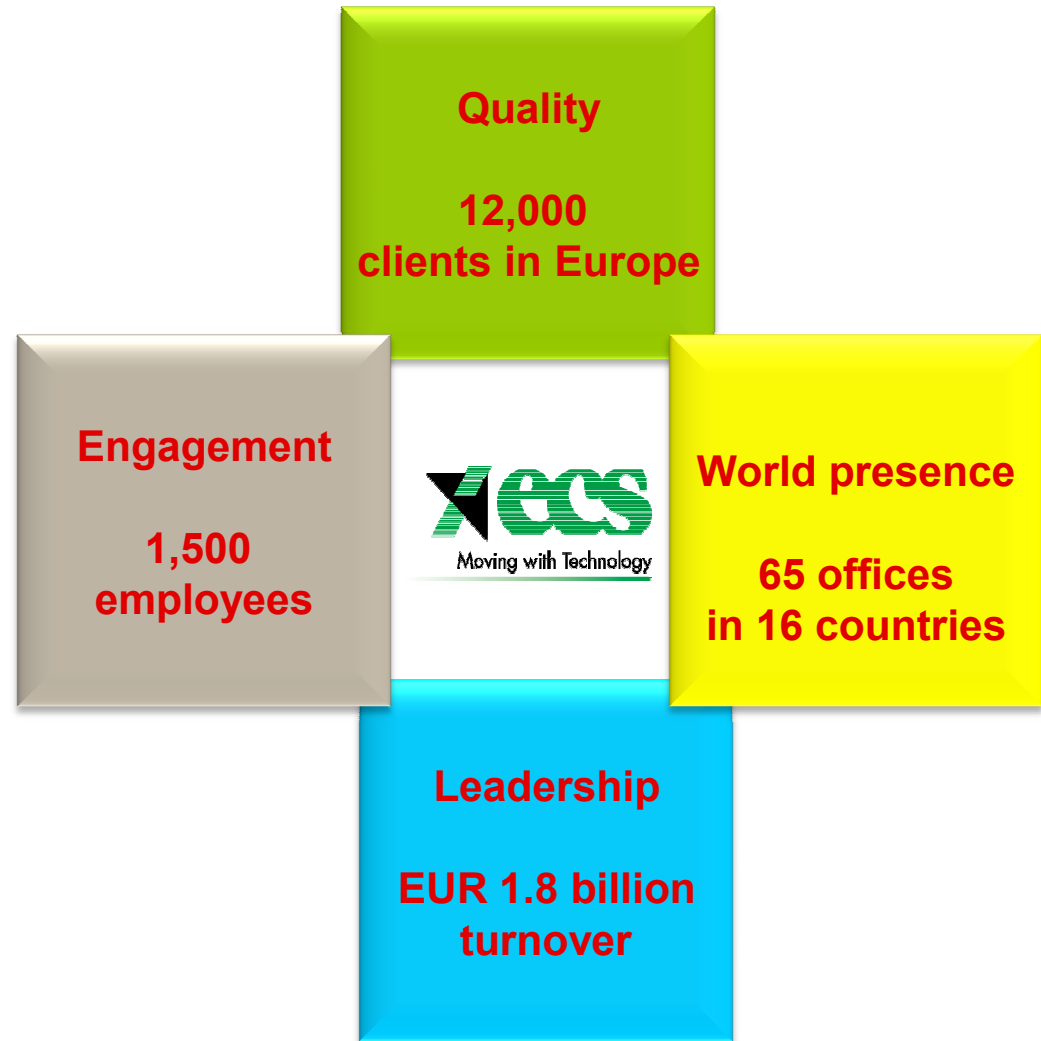 Quality
12,000
clients in Europe
Engagement
1,500
employees
ecs
Moving with Technology
World presence
65 offices
in 16 countries
Leadership
EUR 1.8 billion
turnover